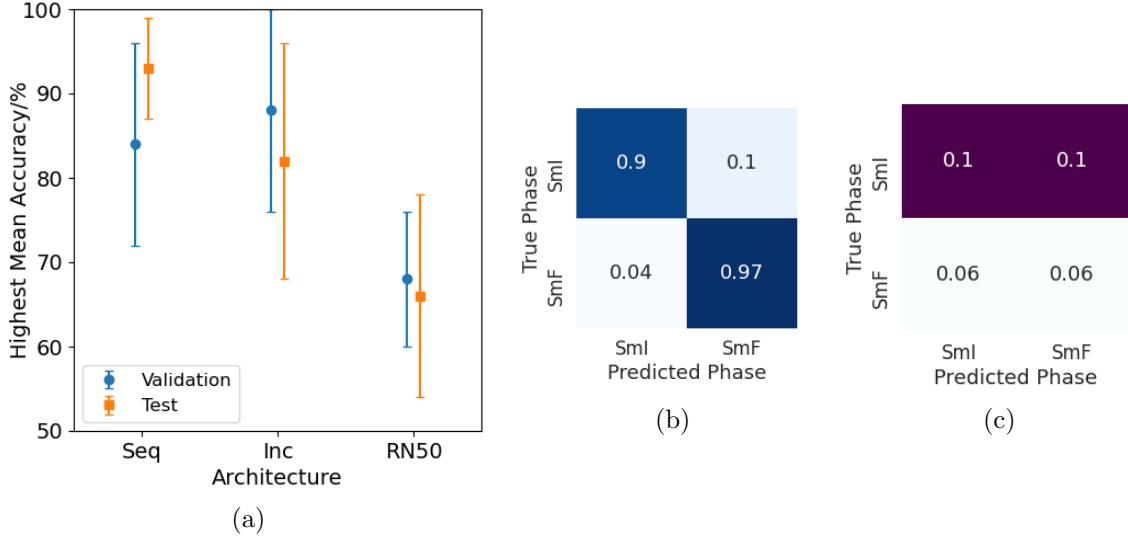 100
90
80
70
60
50
Highest Mean Accuracy/%
Validation
Test
Seq Inc RN50
Architecture
(a)
True Phase
SmI
SmF
0.9 0.1
0.04 0.97
SmI SmF
Predicted Phase
(b)
True Phase
SmI
SmF
0.1 0.1
0.06 0.06
SmI SmF
Predicted Phase
(c)